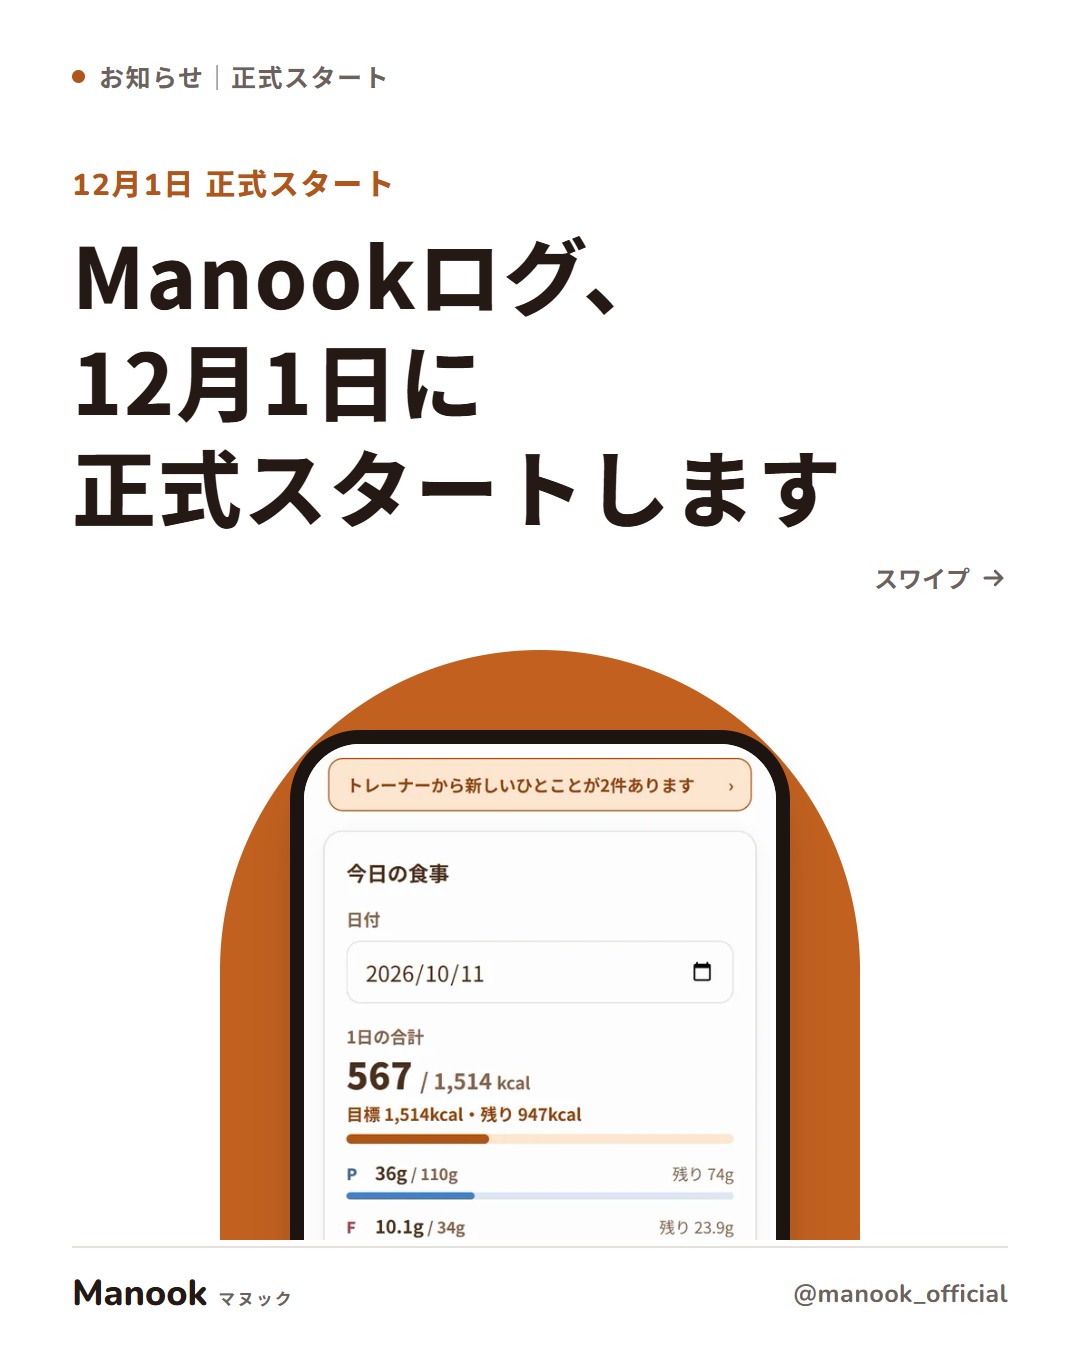 お知らせ｜正式スタート
12月1日 正式スタート
Manookログ、
12月1日に
正式スタートします
スワイプ →
トレーナーから新しいひとことが2件あります ›
今日の食事
日付
2026/10/11
1日の合計
567 / 1,514 kcal
目標 1,514kcal・残り 947kcal
P 36g / 110g 残り 74g
F 10.1g / 34g 残り 23.9g
Manook マヌック @manook_official